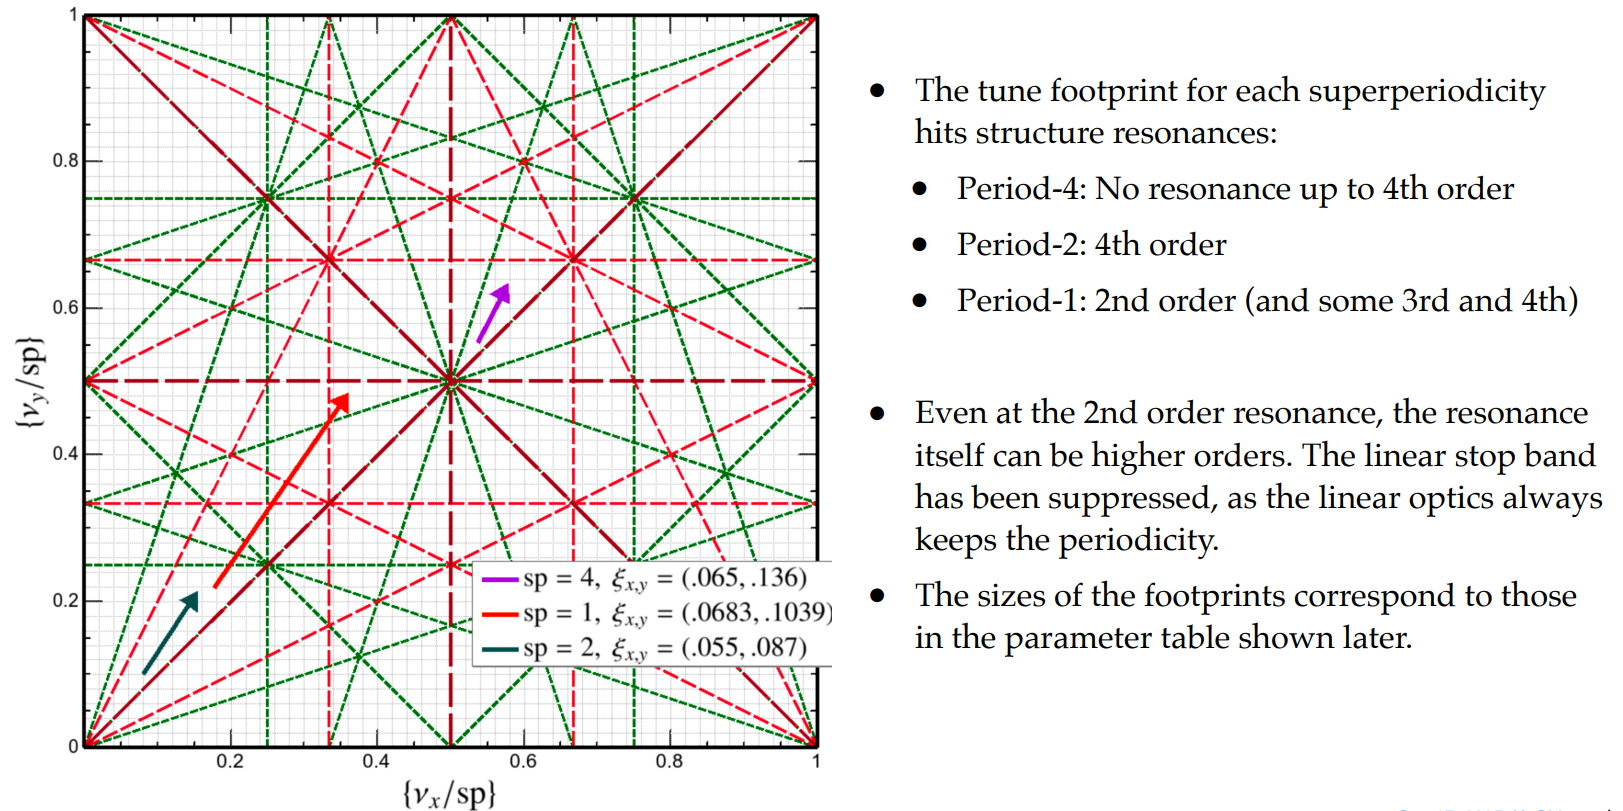 1
0.8
0.6
0.4
0.2
0
0.2
0.4
0.6
0.8
1
{νy/sp}
{νx/sp}
sp = 4, ξx,y = (.065, .136)
sp = 1, ξx,y = (.0683, .1039)
sp = 2, ξx,y = (.055, .087)
● The tune footprint for each superperiodicity
hits structure resonances:
● Period-4: No resonance up to 4th order
● Period-2: 4th order
● Period-1: 2nd order (and some 3rd and 4th)
● Even at the 2nd order resonance, the resonance
itself can be higher orders. The linear stop band
has been suppressed, as the linear optics always
keeps the periodicity.
● The sizes of the footprints correspond to those
in the parameter table shown later.